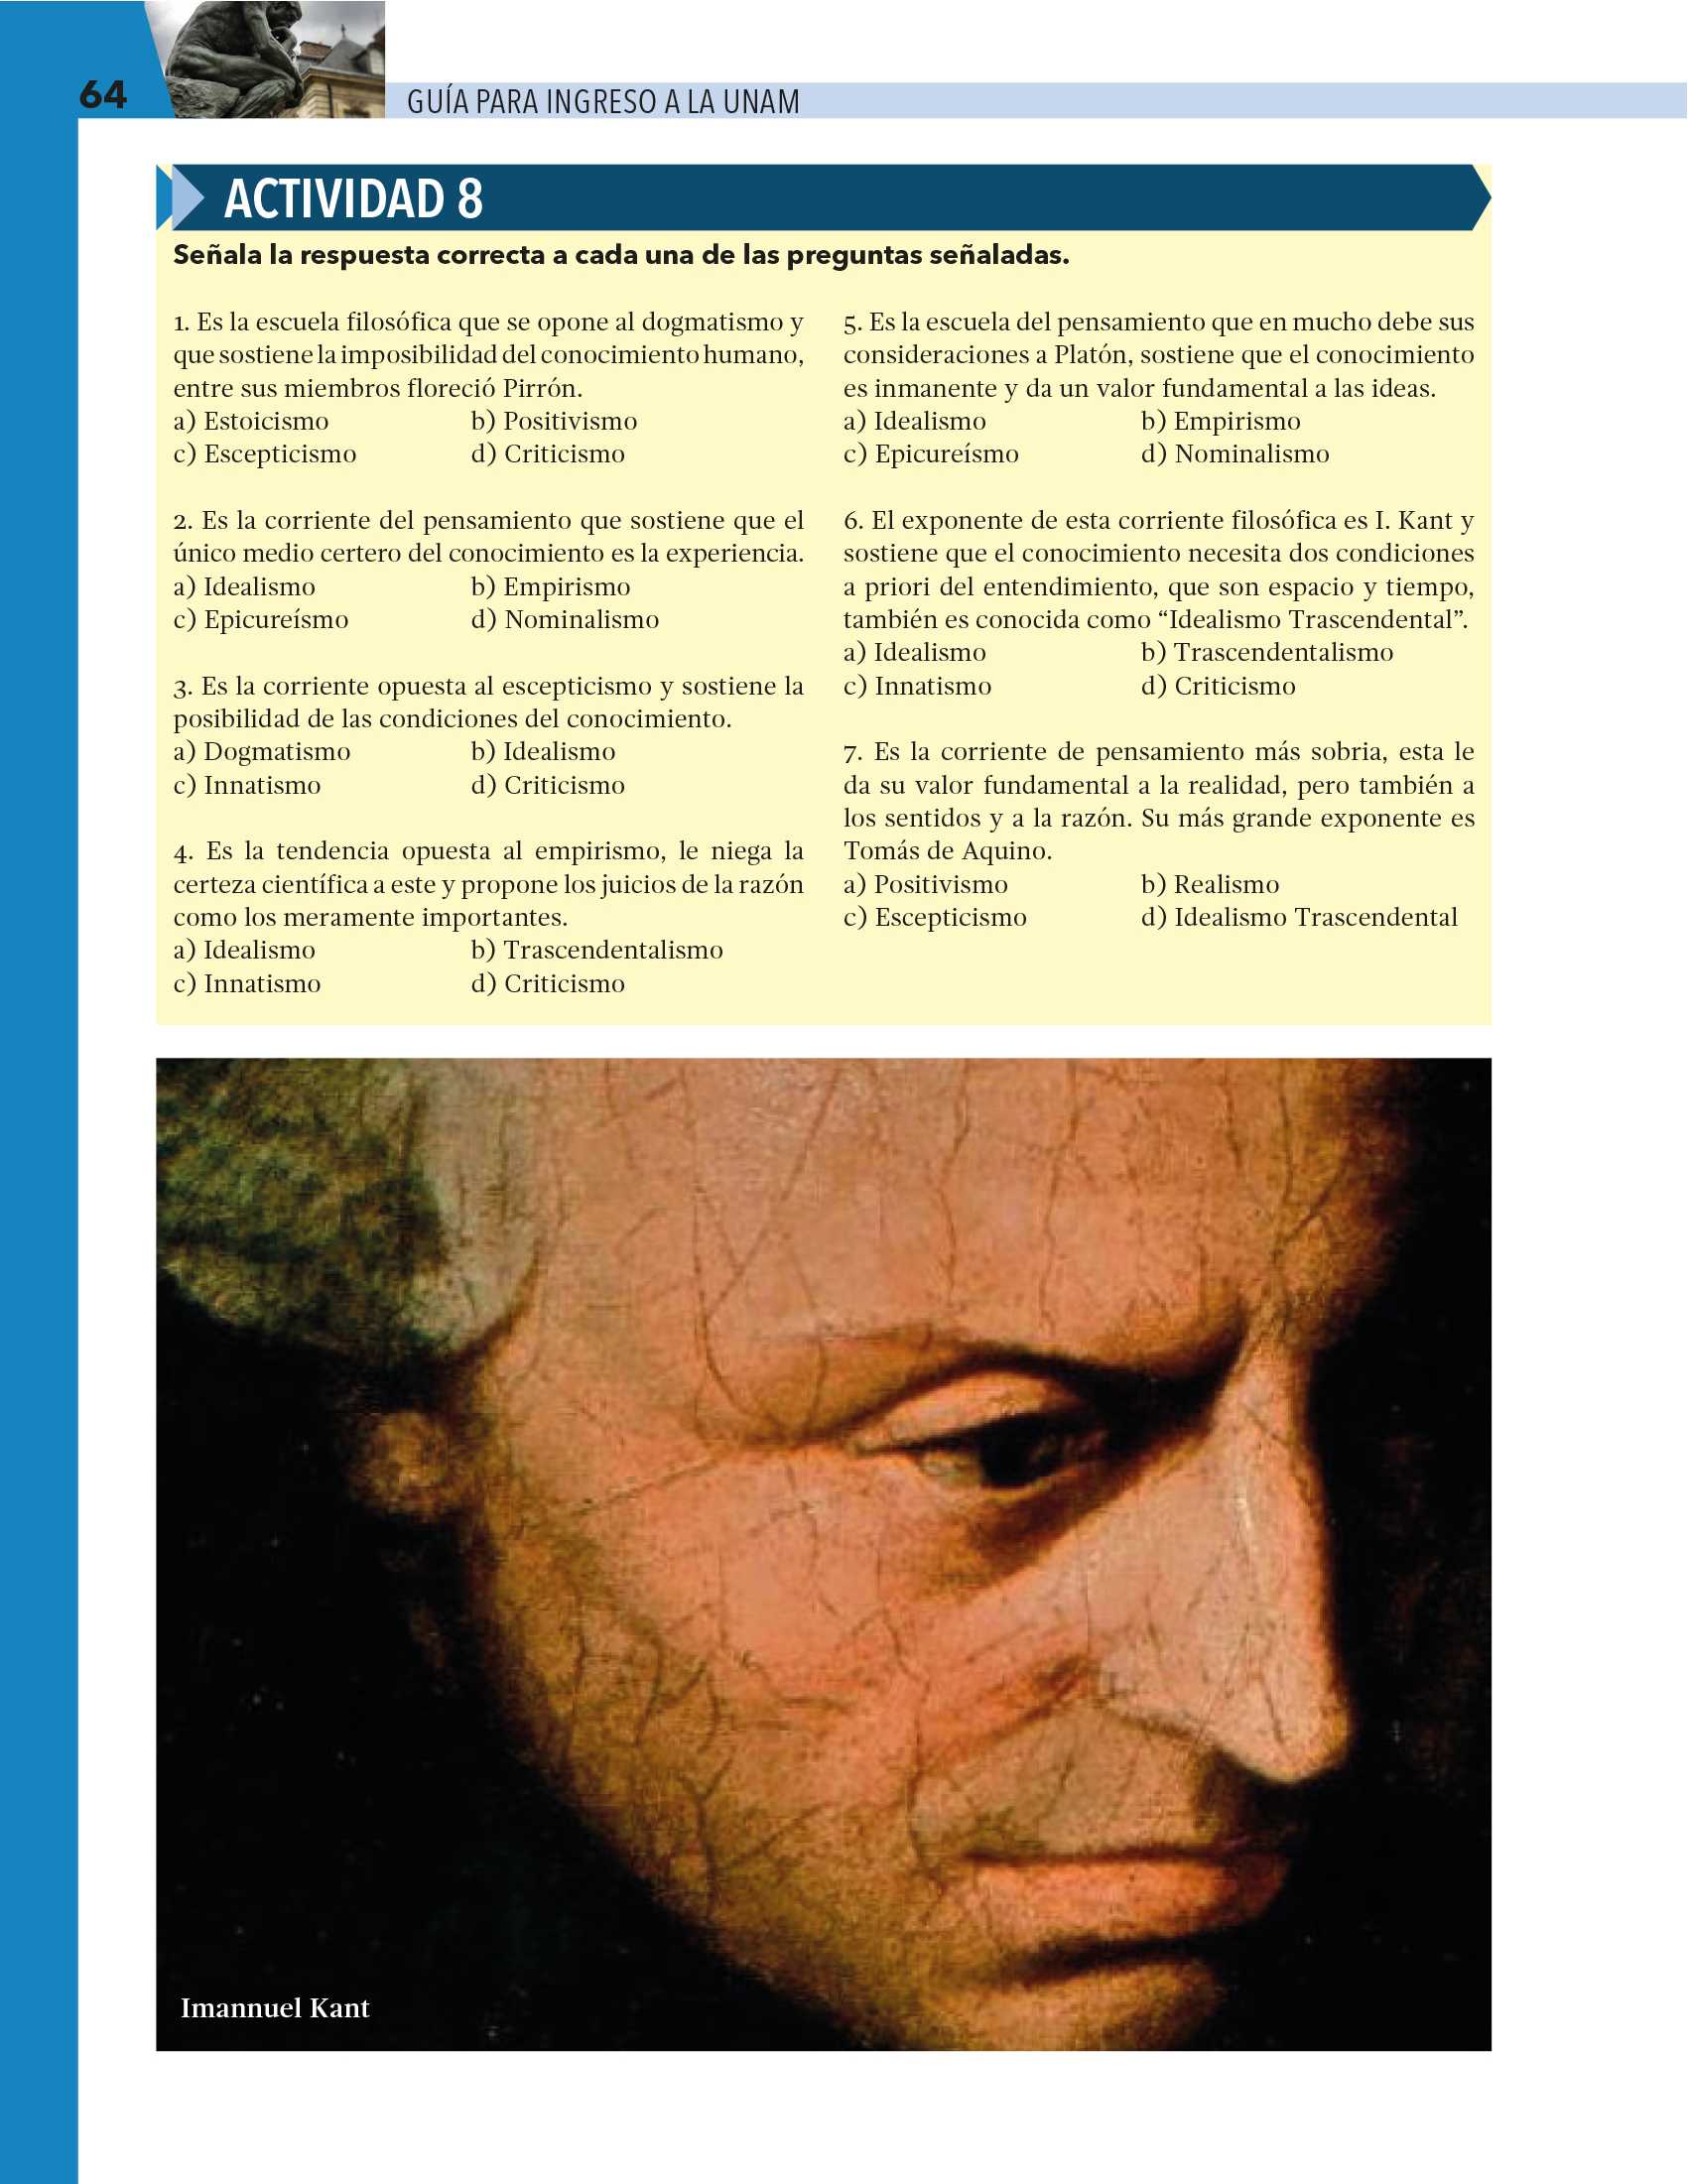 64
GUÍA PARA INGRESO A LA UNAM
ACTIVIDAD 8
Señala la respuesta correcta a cada una de las preguntas señaladas.
1. Es la escuela filosófica que se opone al dogmatismo y
que sostiene la imposibilidad del conocimiento humano,
entre sus miembros floreció Pirrón.
a) Estoicismo b) Positivismo
c) Escepticismo d) Criticismo
2. Es la corriente del pensamiento que sostiene que el
único medio certero del conocimiento es la experiencia.
a) Idealismo b) Empirismo
c) Epicureísmo d) Nominalismo
3. Es la corriente opuesta al escepticismo y sostiene la
posibilidad de las condiciones del conocimiento.
a) Dogmatismo b) Idealismo
c) Innatismo d) Criticismo
4. Es la tendencia opuesta al empirismo, le niega la
certeza científica a este y propone los juicios de la razón
como los meramente importantes.
a) Idealismo b) Trascendentalismo
c) Innatismo d) Criticismo
5. Es la escuela del pensamiento que en mucho debe sus
consideraciones a Platón, sostiene que el conocimiento
es inmanente y da un valor fundamental a las ideas.
a) Idealismo b) Empirismo
c) Epicureísmo d) Nominalismo
6. El exponente de esta corriente filosófica es I. Kant y
sostiene que el conocimiento necesita dos condiciones
a priori del entendimiento, que son espacio y tiempo,
también es conocida como “Idealismo Trascendental”.
a) Idealismo b) Trascendentalismo
c) Innatismo d) Criticismo
7. Es la corriente de pensamiento más sobria, esta le
da su valor fundamental a la realidad, pero también a
los sentidos y a la razón. Su más grande exponente es
Tomás de Aquino.
a) Positivismo b) Realismo
c) Escepticismo d) Idealismo Trascendental
Imannuel Kant